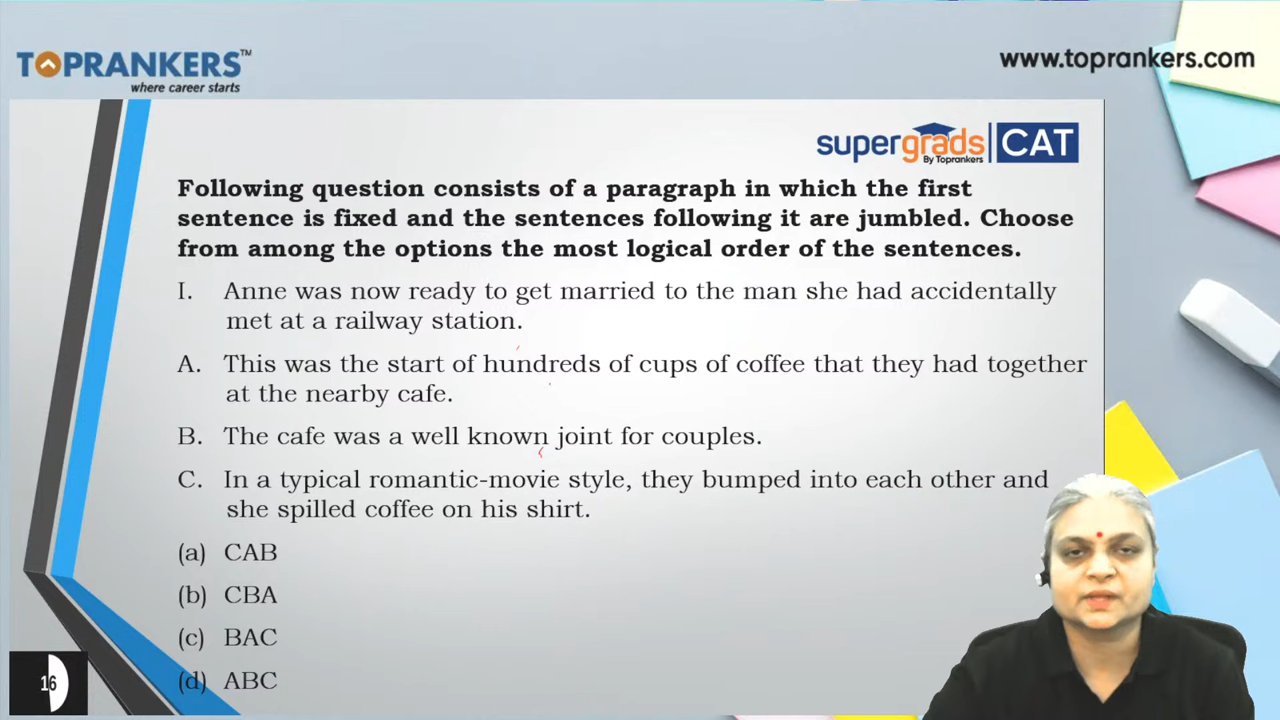 TOPRANKERS™
where career starts
www.toprankers.com
supergrads | CAT
By Toprankers
Following question consists of a paragraph in which the first
sentence is fixed and the sentences following it are jumbled. Choose
from among the options the most logical order of the sentences.
I. Anne was now ready to get married to the man she had accidentally
met at a railway station.
A. This was the start of hundreds of cups of coffee that they had together
at the nearby cafe.
B. The cafe was a well known joint for couples.
C. In a typical romantic-movie style, they bumped into each other and
she spilled coffee on his shirt.
(a) CAB
(b) CBA
(c) BAC
(d) ABC
16